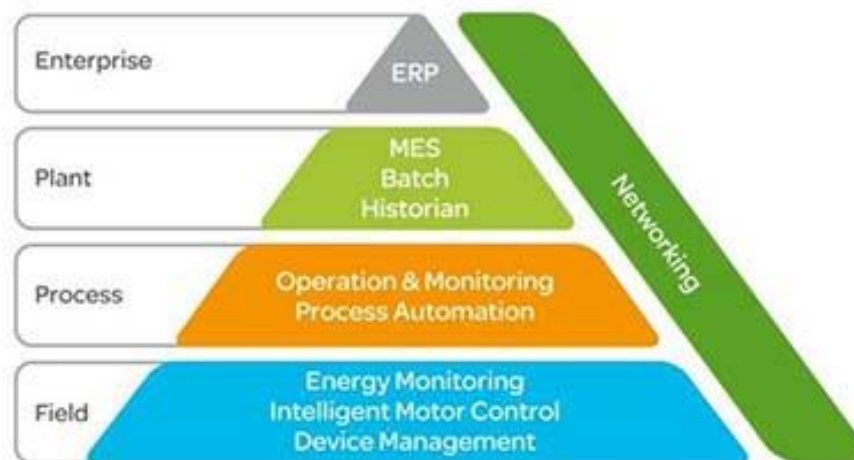 Enterprise
ERP
Plant
MES
Batch
Historian
Process
Operation & Monitoring
Process Automation
Field
Energy Monitoring
Intelligent Motor Control
Device Management
Networking